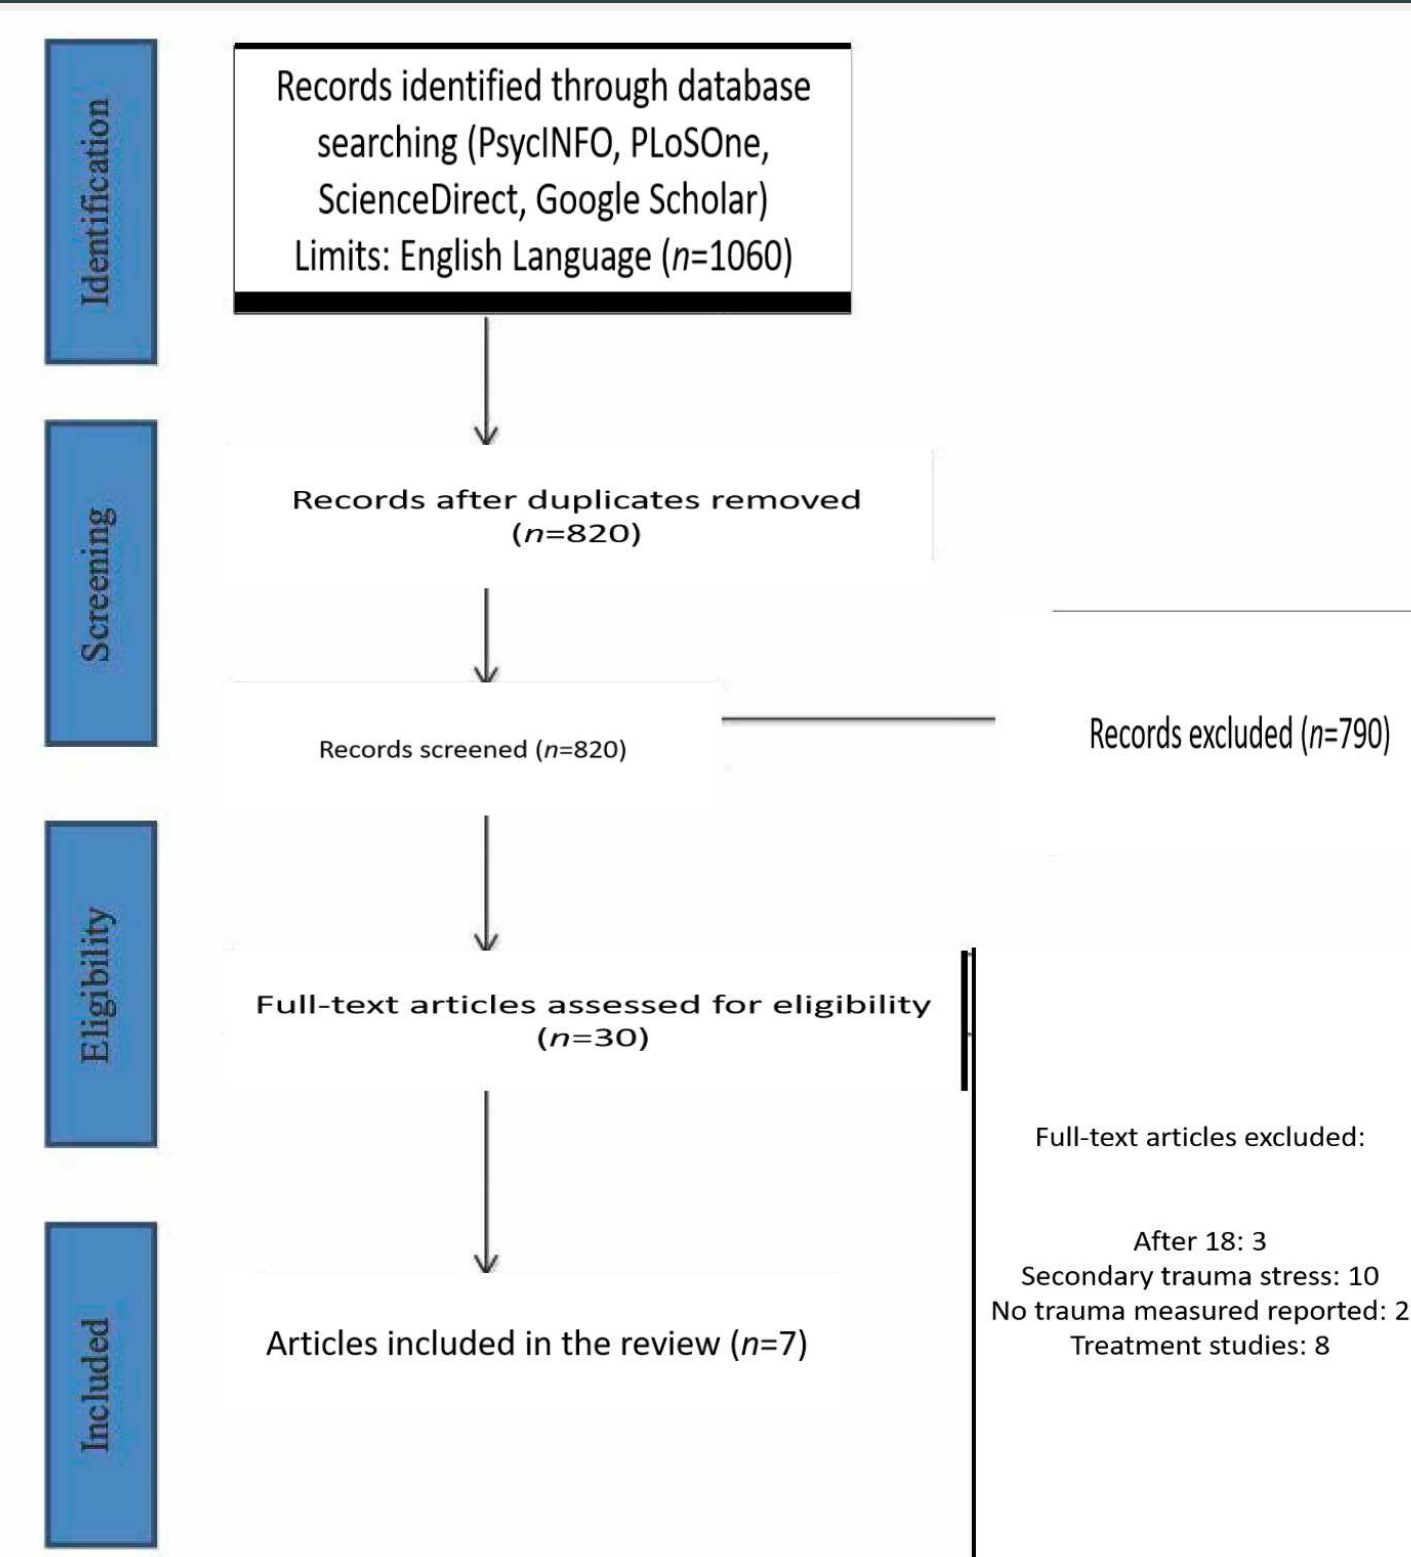 Identification
Records identified through database
searching (PsycINFO, PLoSOne,
ScienceDirect, Google Scholar)
Limits: English Language (n=1060)
Screening
Records after duplicates removed
(n=820)
Records screened (n=820)
Records excluded (n=790)
Eligibility
Full-text articles assessed for eligibility
(n=30)
Full-text articles excluded:
After 18: 3
Secondary trauma stress: 10
No trauma measured reported: 2
Treatment studies: 8
Included
Articles included in the review (n=7)